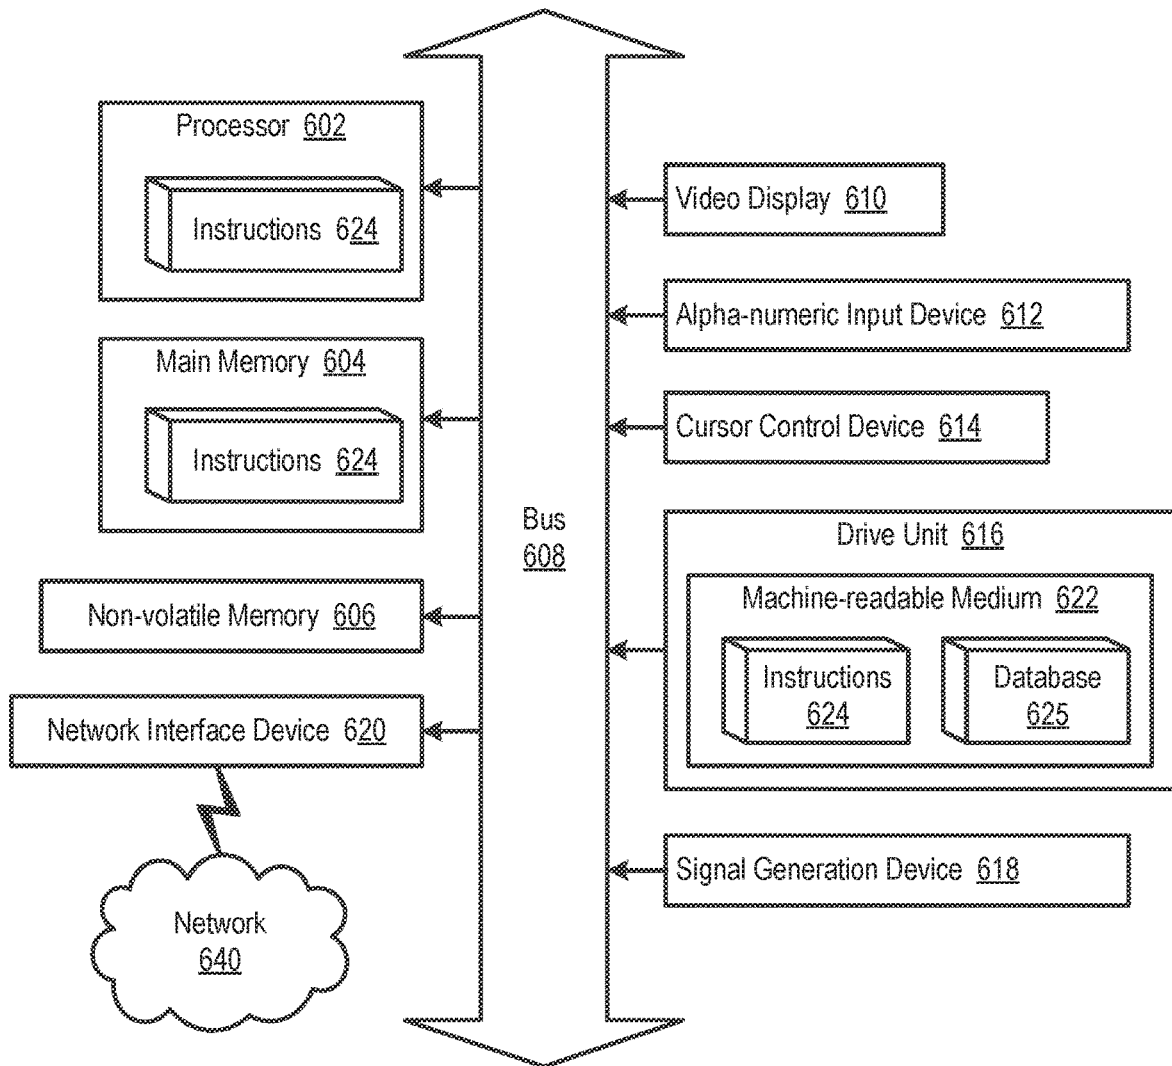 Processor 602
Instructions 624
Main Memory 604
Instructions 624
Non-volatile Memory 606
Network Interface Device 620
Network
640
Bus
608
Video Display 610
Alpha-numeric Input Device 612
Cursor Control Device 614
Drive Unit 616
Machine-readable Medium 622
Instructions
624
Database
625
Signal Generation Device 618